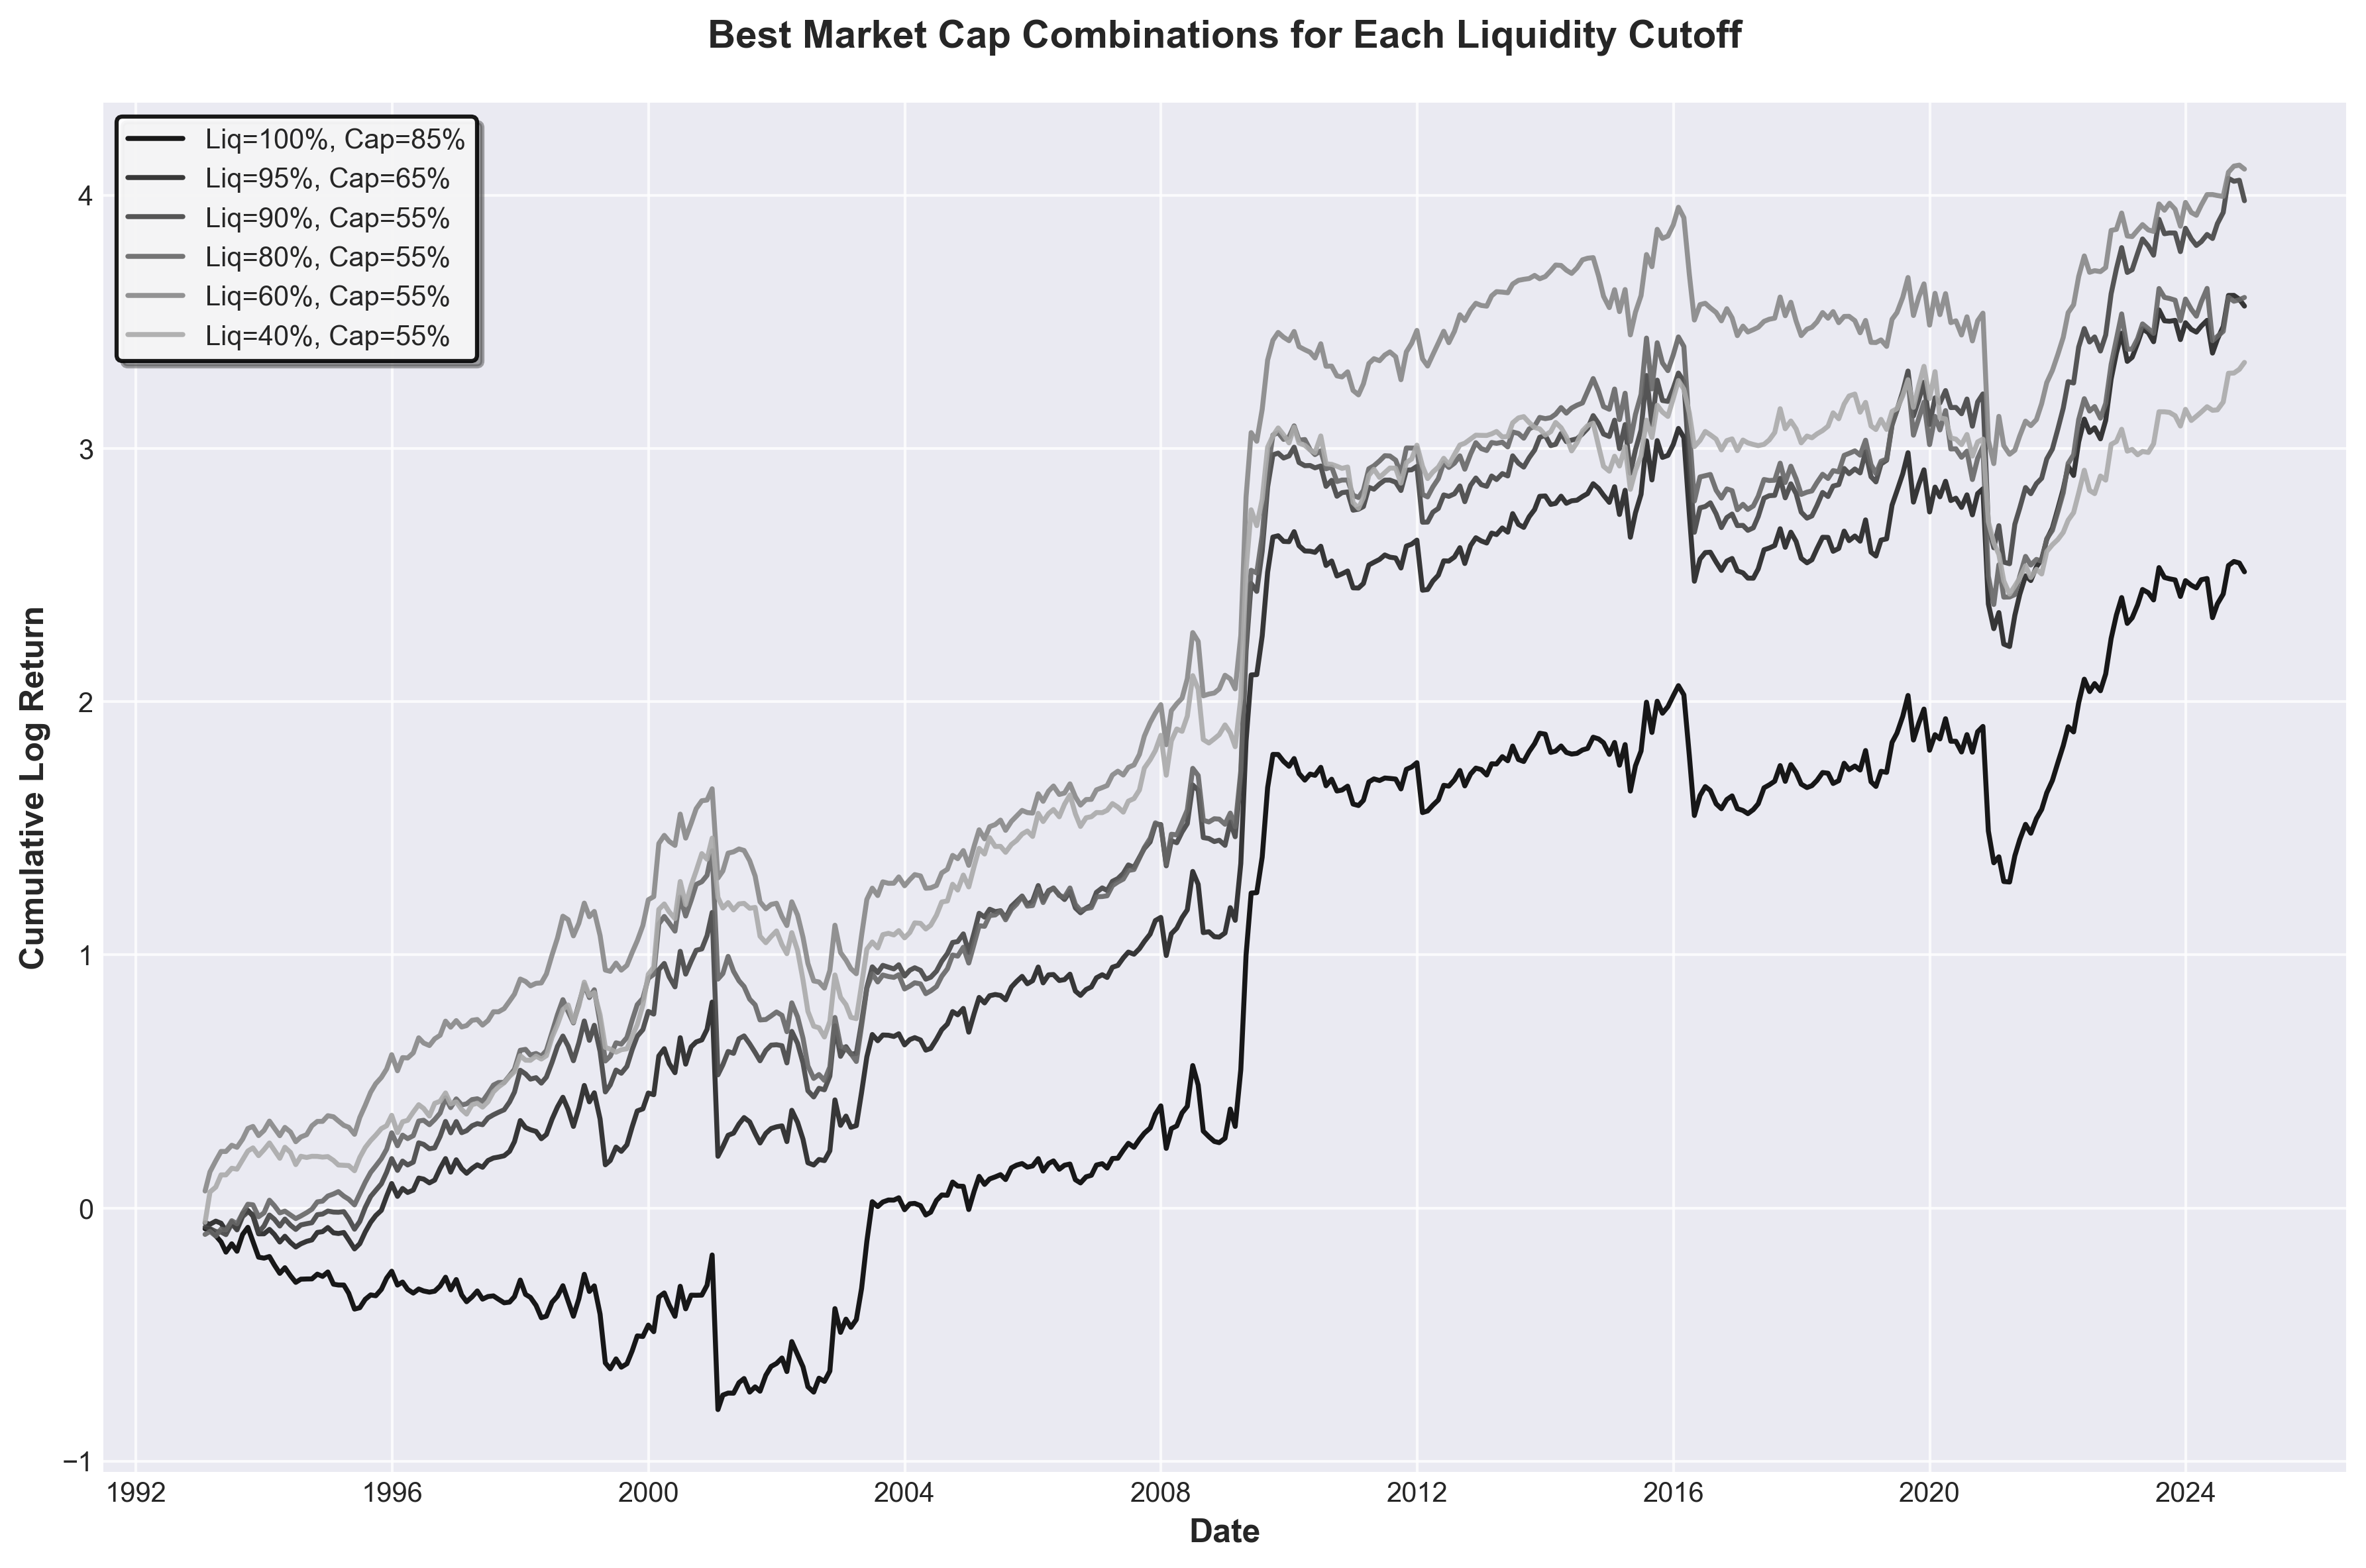 Best Market Cap Combinations for Each Liquidity Cutoff
Liq=100%, Cap=85%
Liq=95%, Cap=65%
Liq=90%, Cap=55%
Liq=80%, Cap=55%
Liq=60%, Cap=55%
Liq=40%, Cap=55%
Cumulative Log Return
4
3
2
1
0
−1
1992 1996 2000 2004 2008 2012 2016 2020 2024
Date